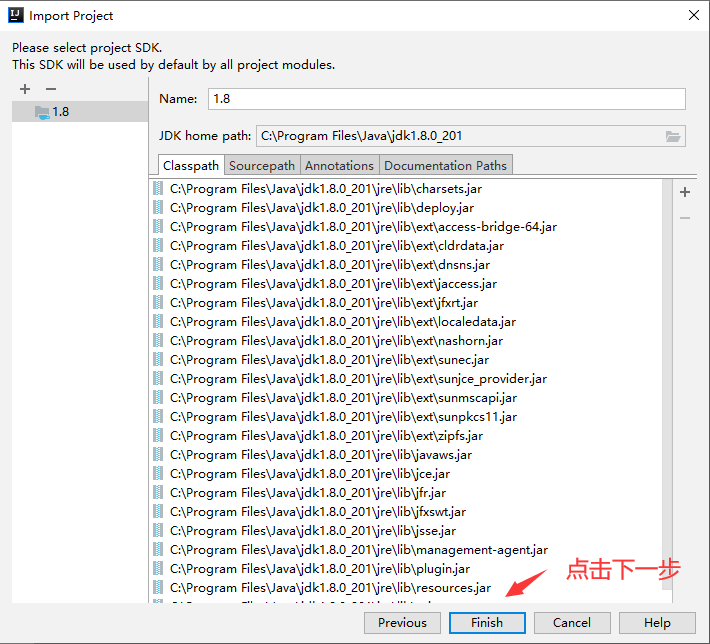 Import Project
Please select project SDK.
This SDK will be used by default by all project modules.
1.8
Name: 1.8
JDK home path: C:\Program Files\Java\jdk1.8.0_201
Classpath Sourcepath Annotations Documentation Paths
C:\Program Files\Java\jdk1.8.0_201\jre\lib\charsets.jar
C:\Program Files\Java\jdk1.8.0_201\jre\lib\deploy.jar
C:\Program Files\Java\jdk1.8.0_201\jre\lib\ext\access-bridge-64.jar
C:\Program Files\Java\jdk1.8.0_201\jre\lib\ext\cldrdata.jar
C:\Program Files\Java\jdk1.8.0_201\jre\lib\ext\dnsns.jar
C:\Program Files\Java\jdk1.8.0_201\jre\lib\ext\jaccess.jar
C:\Program Files\Java\jdk1.8.0_201\jre\lib\ext\jfxrt.jar
C:\Program Files\Java\jdk1.8.0_201\jre\lib\ext\localedata.jar
C:\Program Files\Java\jdk1.8.0_201\jre\lib\ext\nashorn.jar
C:\Program Files\Java\jdk1.8.0_201\jre\lib\ext\sunec.jar
C:\Program Files\Java\jdk1.8.0_201\jre\lib\ext\sunjce_provider.jar
C:\Program Files\Java\jdk1.8.0_201\jre\lib\ext\sunmscapi.jar
C:\Program Files\Java\jdk1.8.0_201\jre\lib\ext\sunpkcs11.jar
C:\Program Files\Java\jdk1.8.0_201\jre\lib\ext\zipfs.jar
C:\Program Files\Java\jdk1.8.0_201\jre\lib\javaws.jar
C:\Program Files\Java\jdk1.8.0_201\jre\lib\jce.jar
C:\Program Files\Java\jdk1.8.0_201\jre\lib\jfr.jar
C:\Program Files\Java\jdk1.8.0_201\jre\lib\jfxswt.jar
C:\Program Files\Java\jdk1.8.0_201\jre\lib\jsse.jar
C:\Program Files\Java\jdk1.8.0_201\jre\lib\management-agent.jar
C:\Program Files\Java\jdk1.8.0_201\jre\lib\plugin.jar
C:\Program Files\Java\jdk1.8.0_201\jre\lib\resources.jar
点击下一步
Previous Finish Cancel Help